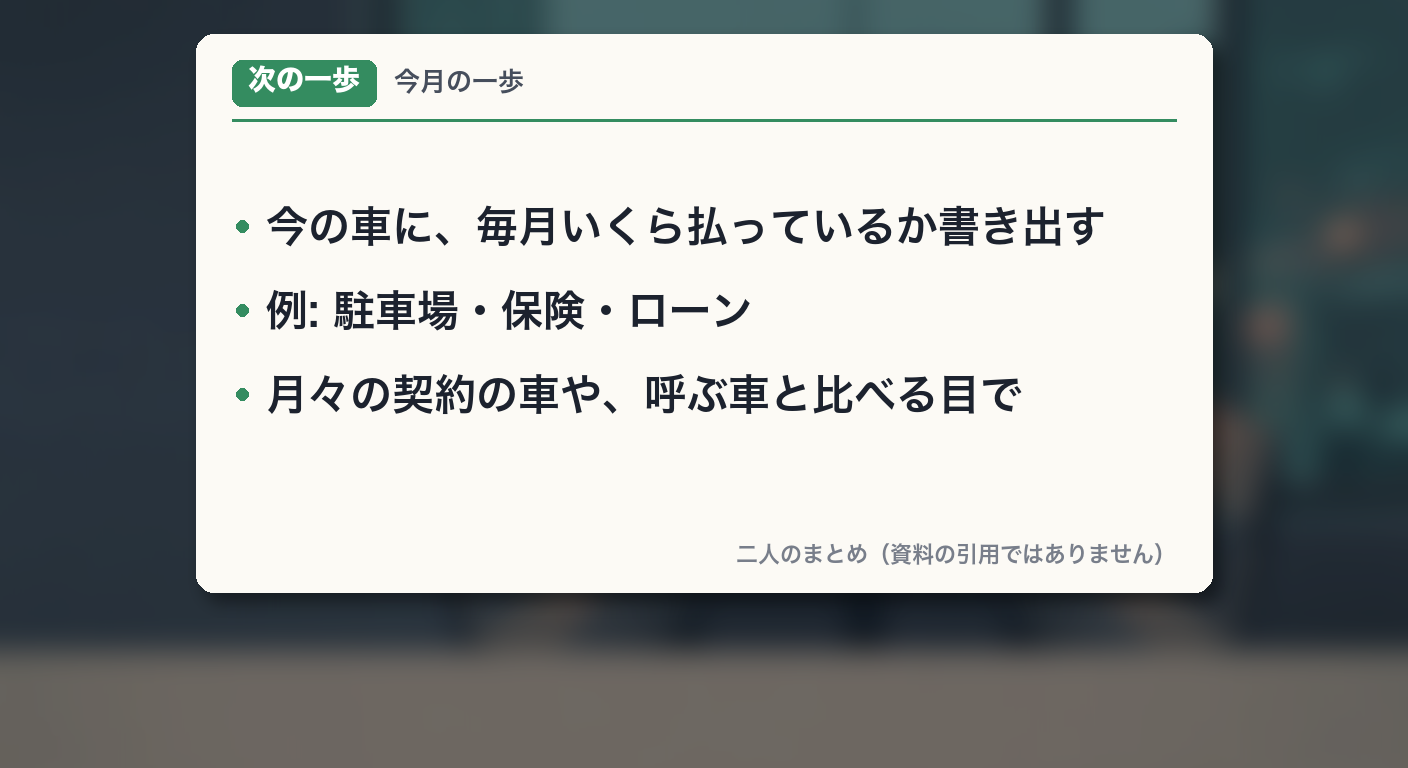 次の一歩 今月の一歩
今の車に、毎月いくら払っているか書き出す
例: 駐車場・保険・ローン
月々の契約の車や、呼ぶ車と比べる目で
二人のまとめ（資料の引用ではありません）